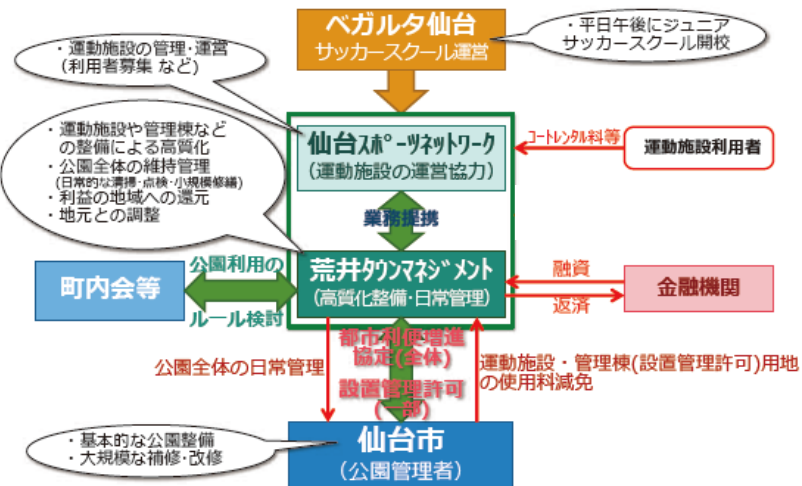 ベガルタ仙台
サッカースクール運営
・平日午後にジュニア
サッカースクール開校
・運動施設の管理・運営
(利用者募集 など)
仙台ｽﾎﾟｰﾂﾈｯﾄﾜｰｸ
(運動施設の運営協力)
ｺｰﾄﾚﾝﾀﾙ料等
運動施設利用者
・運動施設や管理棟など
の整備による高質化
・公園全体の維持管理
(日常的な清掃・点検・小規模修繕)
・利益の地域への還元
・地元との調整
業務提携
町内会等
公園利用の
ルール検討
荒井ﾀｳﾝﾏﾈｼﾞﾒﾝﾄ
(高質化整備・日常管理)
融資
返済
金融機関
公園全体の日常管理
都市利便増進
協定(全体)
設置管理許可
(一部)
運動施設・管理棟(設置管理許可)用地
の使用料減免
・基本的な公園整備
・大規模な補修・改修
仙台市
(公園管理者)